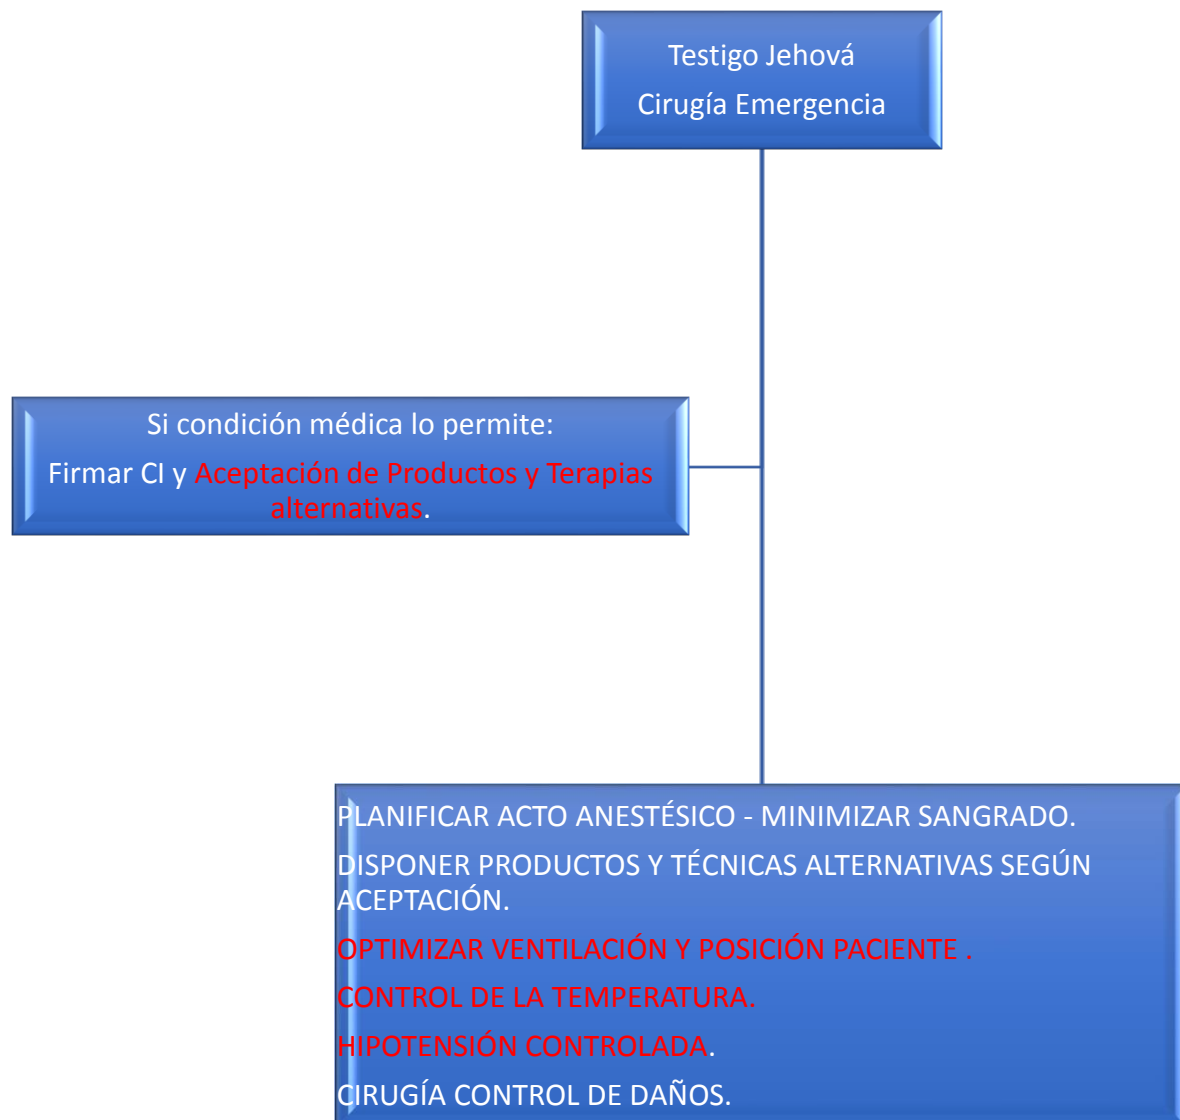 Testigo Jehová
Cirugía Emergencia
Si condición médica lo permite:
Firmar CI y Aceptación de Productos y Terapias
alternativas.
PLANIFICAR ACTO ANESTÉSICO - MINIMIZAR SANGRADO.
DISPONER PRODUCTOS Y TÉCNICAS ALTERNATIVAS SEGÚN
ACEPTACIÓN.
OPTIMIZAR VENTILACIÓN Y POSICIÓN PACIENTE .
CONTROL DE LA TEMPERATURA.
HIPOTENSIÓN CONTROLADA.
CIRUGÍA CONTROL DE DAÑOS.